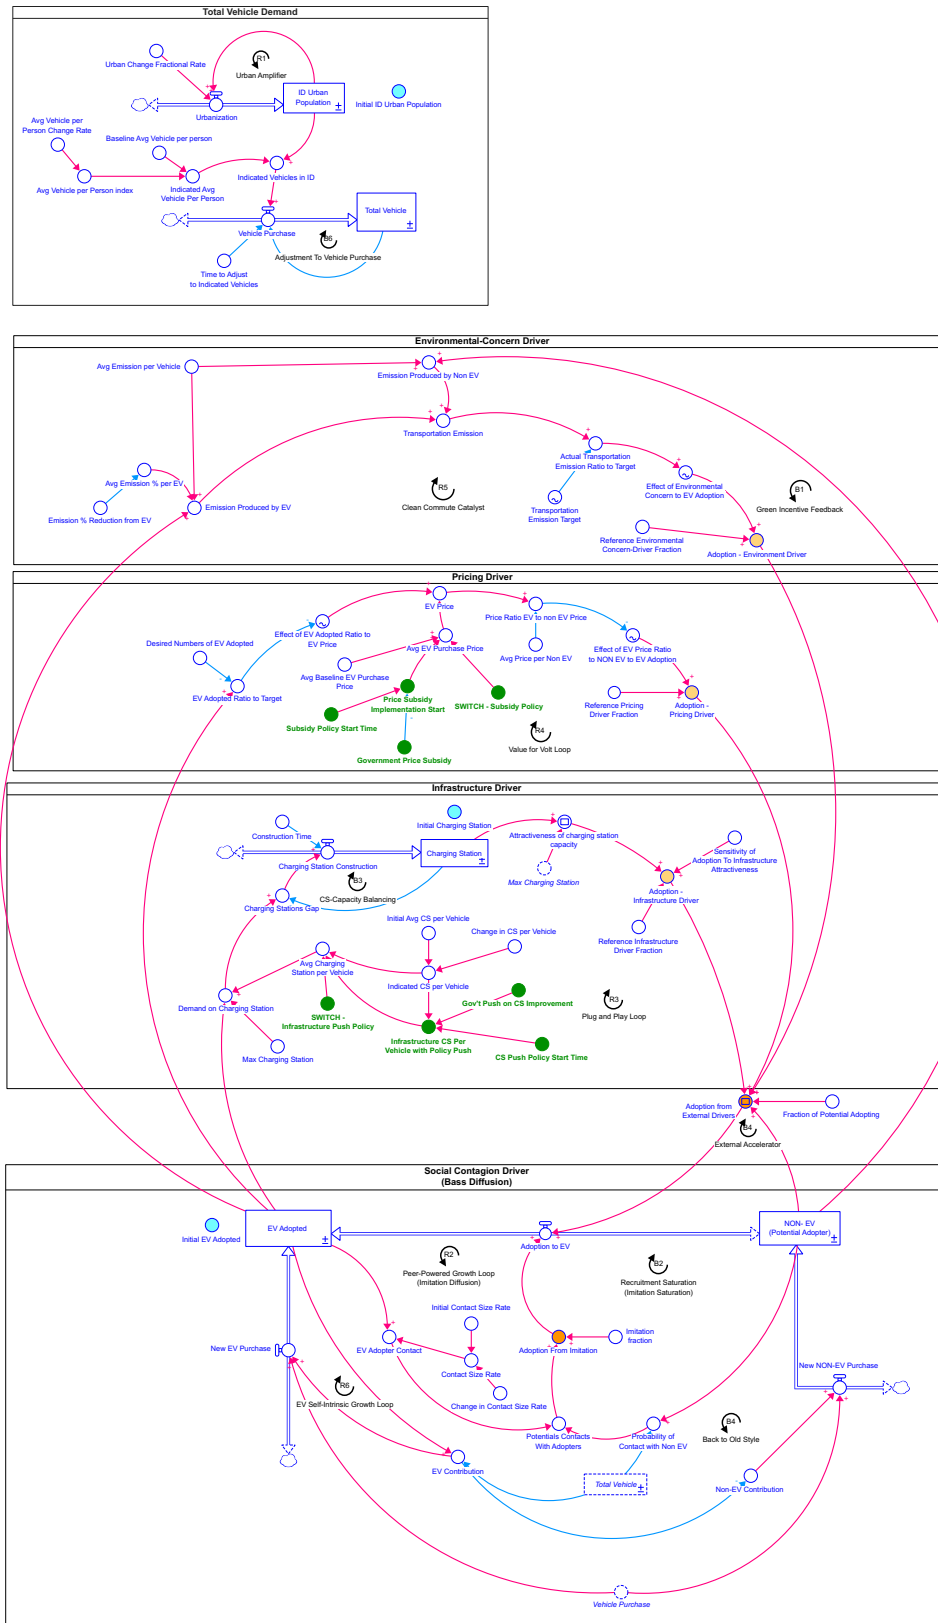 Total Vehicle Demand
Urban Change Fractional Rate
R1
Urban Amplifier
ID Urban
Population
Initial ID Urban Population
Urbanization
Avg Vehicle per
Person Change Rate
Baseline Avg Vehicle per person
Avg Vehicle per Person index
Indicated Avg
Vehicle Per Person
Indicated Vehicles in ID
Total Vehicle
Vehicle Purchase
B6
Adjustment To Vehicle Purchase
Time to Adjust
to Indicated Vehicles
Environmental-Concern Driver
Avg Emission per Vehicle
Emission Produced by Non EV
Transportation Emission
Actual Transportation
Emission Ratio to Target
Avg Emission % per EV
Effect of Environmental
Concern to EV Adoption
R5
Clean Commute Catalyst
B1
Green Incentive Feedback
Emission % Reduction from EV
Emission Produced by EV
Transportation
Emission Target
Reference Environmental
Concern-Driver Fraction
Adoption - Environment Driver
Pricing Driver
EV Price
Price Ratio EV to non EV Price
Desired Numbers of EV Adopted
Effect of EV Adopted Ratio to
EV Price
Avg EV Purchase Price
Avg Price per Non EV
Effect of EV Price Ratio
to NON EV to EV Adoption
Avg Baseline EV Purchase
Price
EV Adopted Ratio to Target
Price Subsidy
Implementation Start
SWITCH - Subsidy Policy
Reference Pricing
Driver Fraction
Adoption -
Pricing Driver
Subsidy Policy Start Time
R4
Value for Volt Loop
Government Price Subsidy
Infrastructure Driver
Construction Time
Initial Charging Station
Attractiveness of charging station
capacity
Sensitivity of
Adoption To Infrastructure
Attractiveness
Charging Station Construction
Charging Station
Max Charging Station
B3
CS-Capacity Balancing
Charging Stations Gap
Adoption -
Infrastructure Driver
Initial Avg CS per Vehicle
Change in CS per Vehicle
Reference Infrastructure
Driver Fraction
Avg Charging
Station per Vehicle
Indicated CS per Vehicle
Demand on Charging Station
SWITCH -
Infrastructure Push Policy
Gov't Push on CS Improvement
R3
Plug and Play Loop
Infrastructure CS Per
Vehicle with Policy Push
CS Push Policy Start Time
Max Charging Station
Adoption from
External Drivers
Fraction of Potential Adopting
B4
External Accelerator
Social Contagion Driver
(Bass Diffusion)
Initial EV Adopted
EV Adopted
Adoption to EV
NON- EV
(Potential Adopter)
R2
Peer-Powered Growth Loop
(Imitation Diffusion)
B2
Recruitment Saturation
(Imitation Saturation)
Initial Contact Size Rate
EV Adopter Contact
Adoption From Imitation
Imitation
fraction
New EV Purchase
Contact Size Rate
New NON-EV Purchase
R6
EV Self-Intrinsic Growth Loop
Change in Contact Size Rate
Potentials Contacts
With Adopters
Probability of
Contact with Non EV
B4
Back to Old Style
EV Contribution
Total Vehicle
Non-EV Contribution
Vehicle Purchase